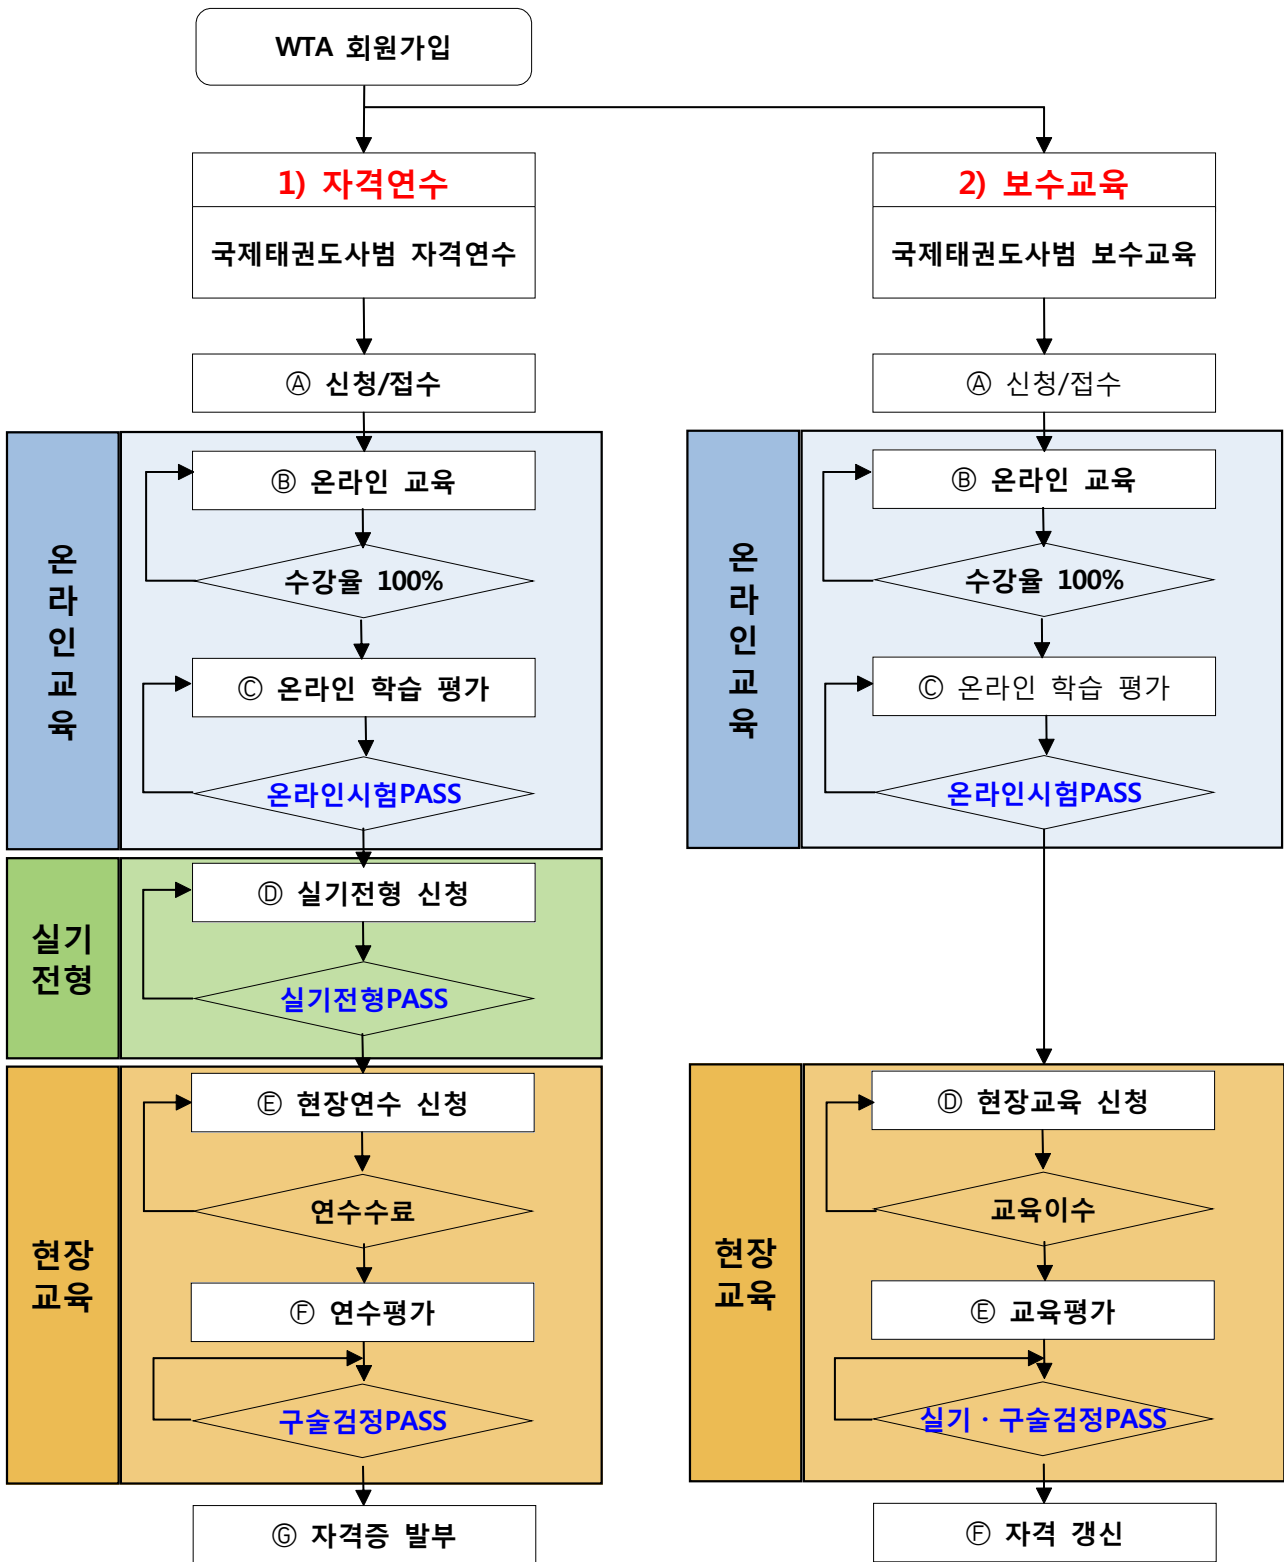 WTA 회원가입
1) 자격연수
국제태권도사범 자격연수
Ⓐ 신청/접수
온
라
인
교
육
Ⓑ 온라인 교육
수강율 100%
Ⓒ 온라인 학습 평가
온라인시험PASS
실기
전형
Ⓓ 실기전형 신청
실기전형PASS
현장
교육
Ⓔ 현장연수 신청
연수수료
Ⓕ 연수평가
구술검정PASS
Ⓖ 자격증 발부
2) 보수교육
국제태권도사범 보수교육
Ⓐ 신청/접수
온
라
인
교
육
Ⓑ 온라인 교육
수강율 100%
Ⓒ 온라인 학습 평가
온라인시험PASS
현장
교육
Ⓓ 현장교육 신청
교육이수
Ⓔ 교육평가
실기 · 구술검정PASS
Ⓕ 자격 갱신